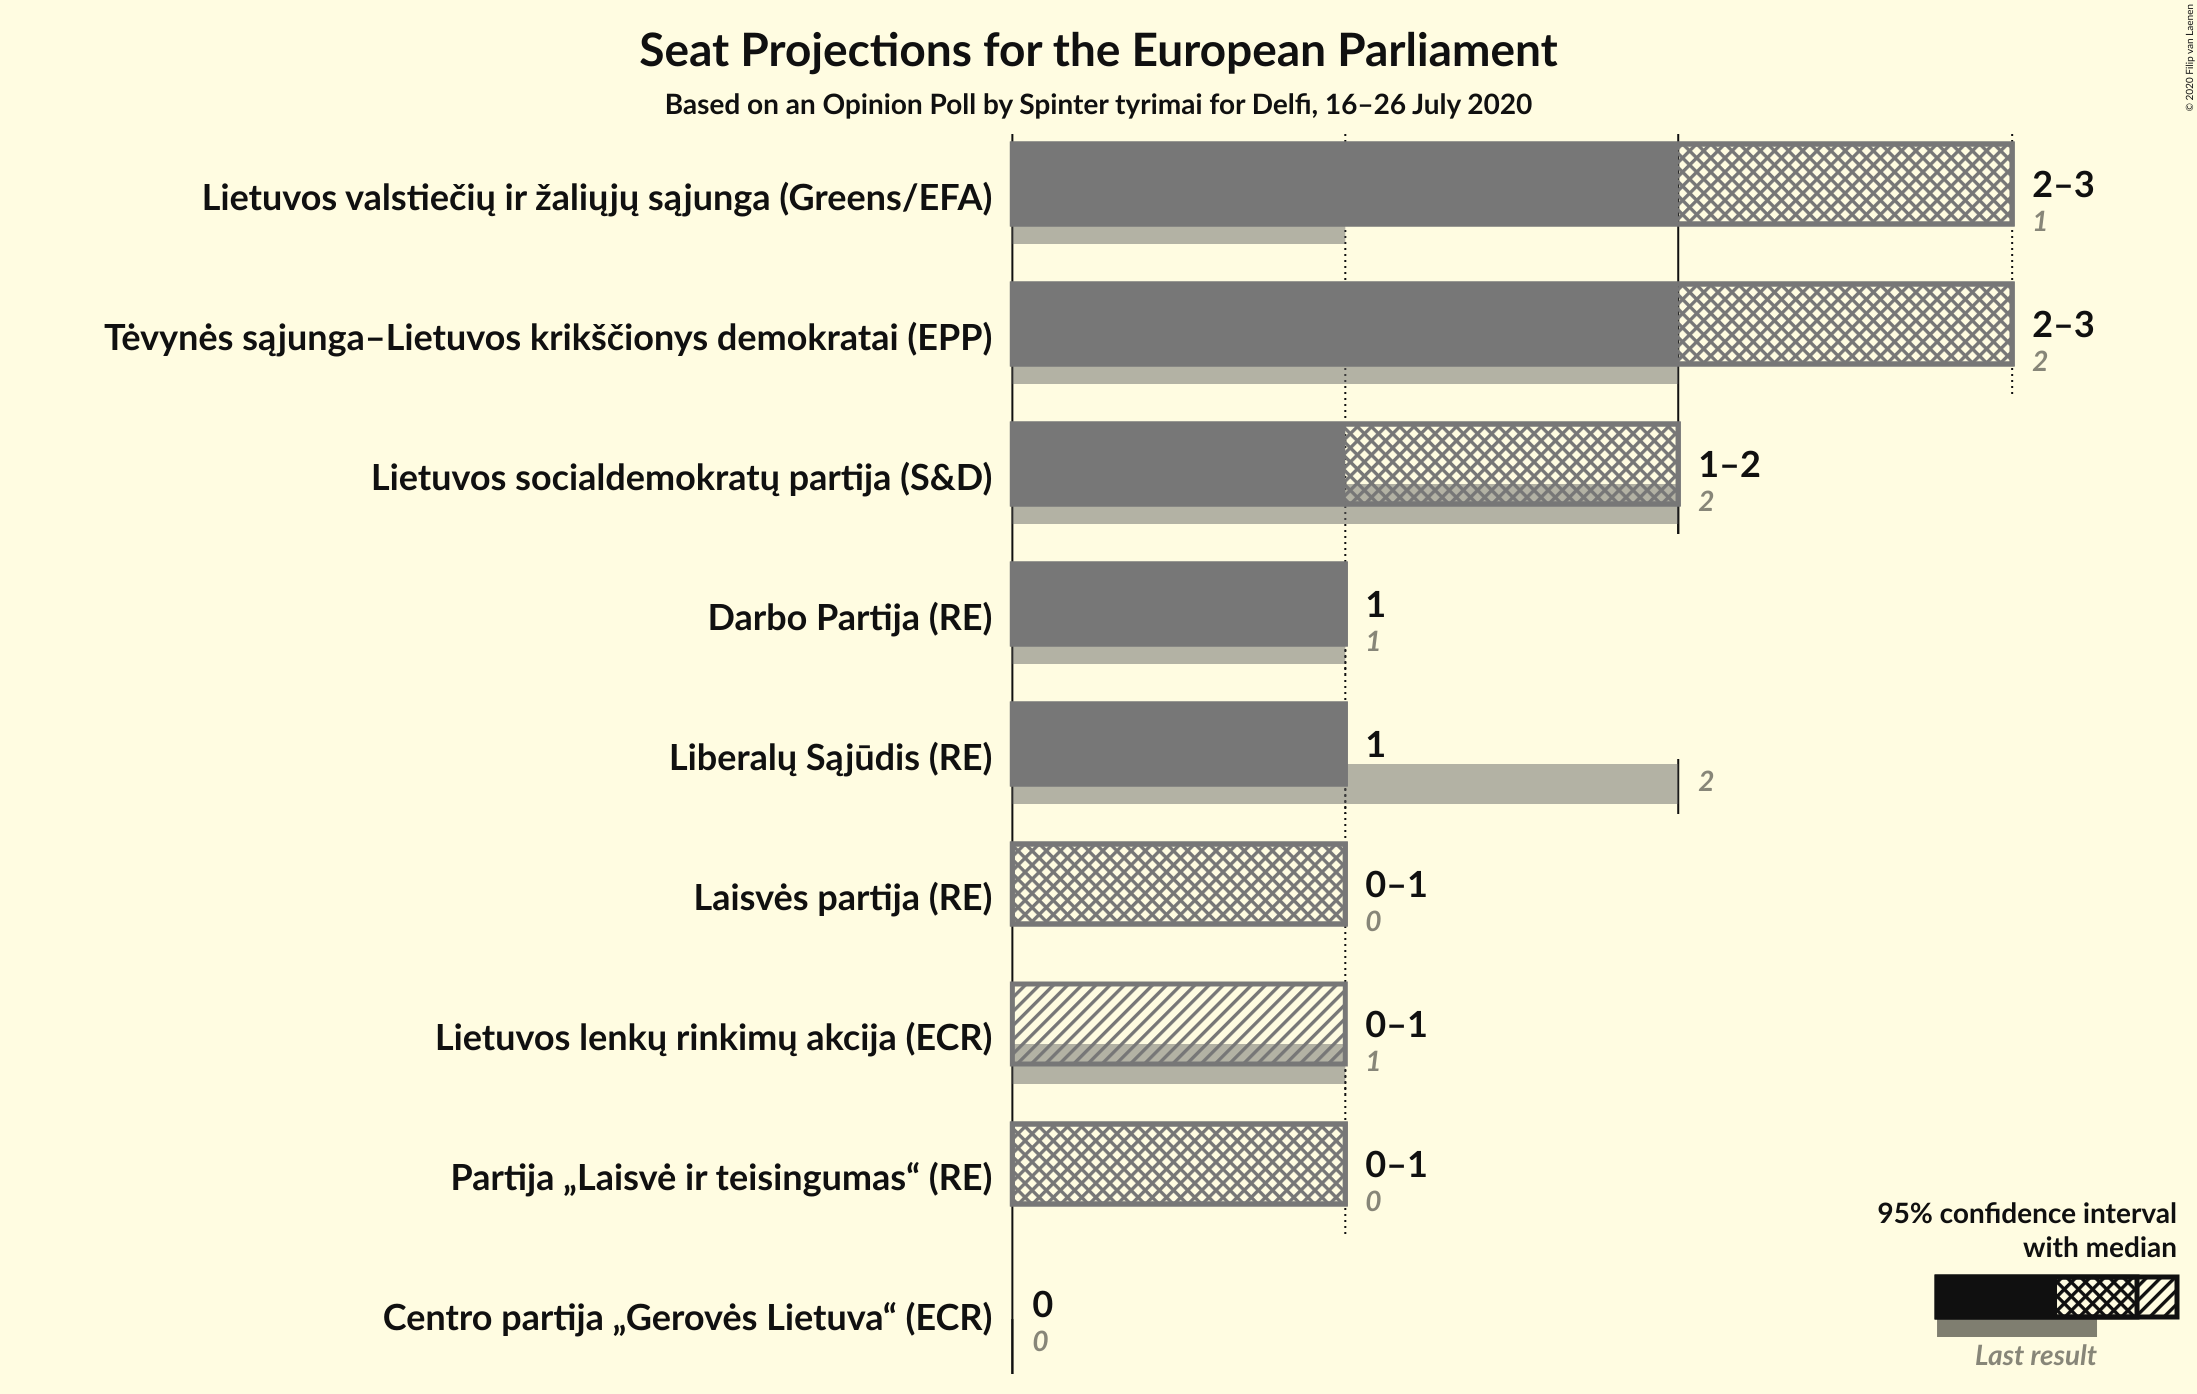 Seat Projections for the European Parliament
Based on an Opinion Poll by Spinter tyrimai for Delfi, 16–26 July 2020
© 2020 Filip van Laenen
Lietuvos valstiečių ir žaliųjų sąjunga (Greens/EFA)
2–3
1
Tėvynės sąjunga–Lietuvos krikščionys demokratai (EPP)
2–3
2
Lietuvos socialdemokratų partija (S&D)
1–2
2
Darbo Partija (RE)
1
1
Liberalų Sąjūdis (RE)
1
2
Laisvės partija (RE)
0–1
0
Lietuvos lenkų rinkimų akcija (ECR)
0–1
1
Partija „Laisvė ir teisingumas“ (RE)
0–1
0
Centro partija „Gerovės Lietuva“ (ECR)
0
0
95% confidence interval
with median
Last result